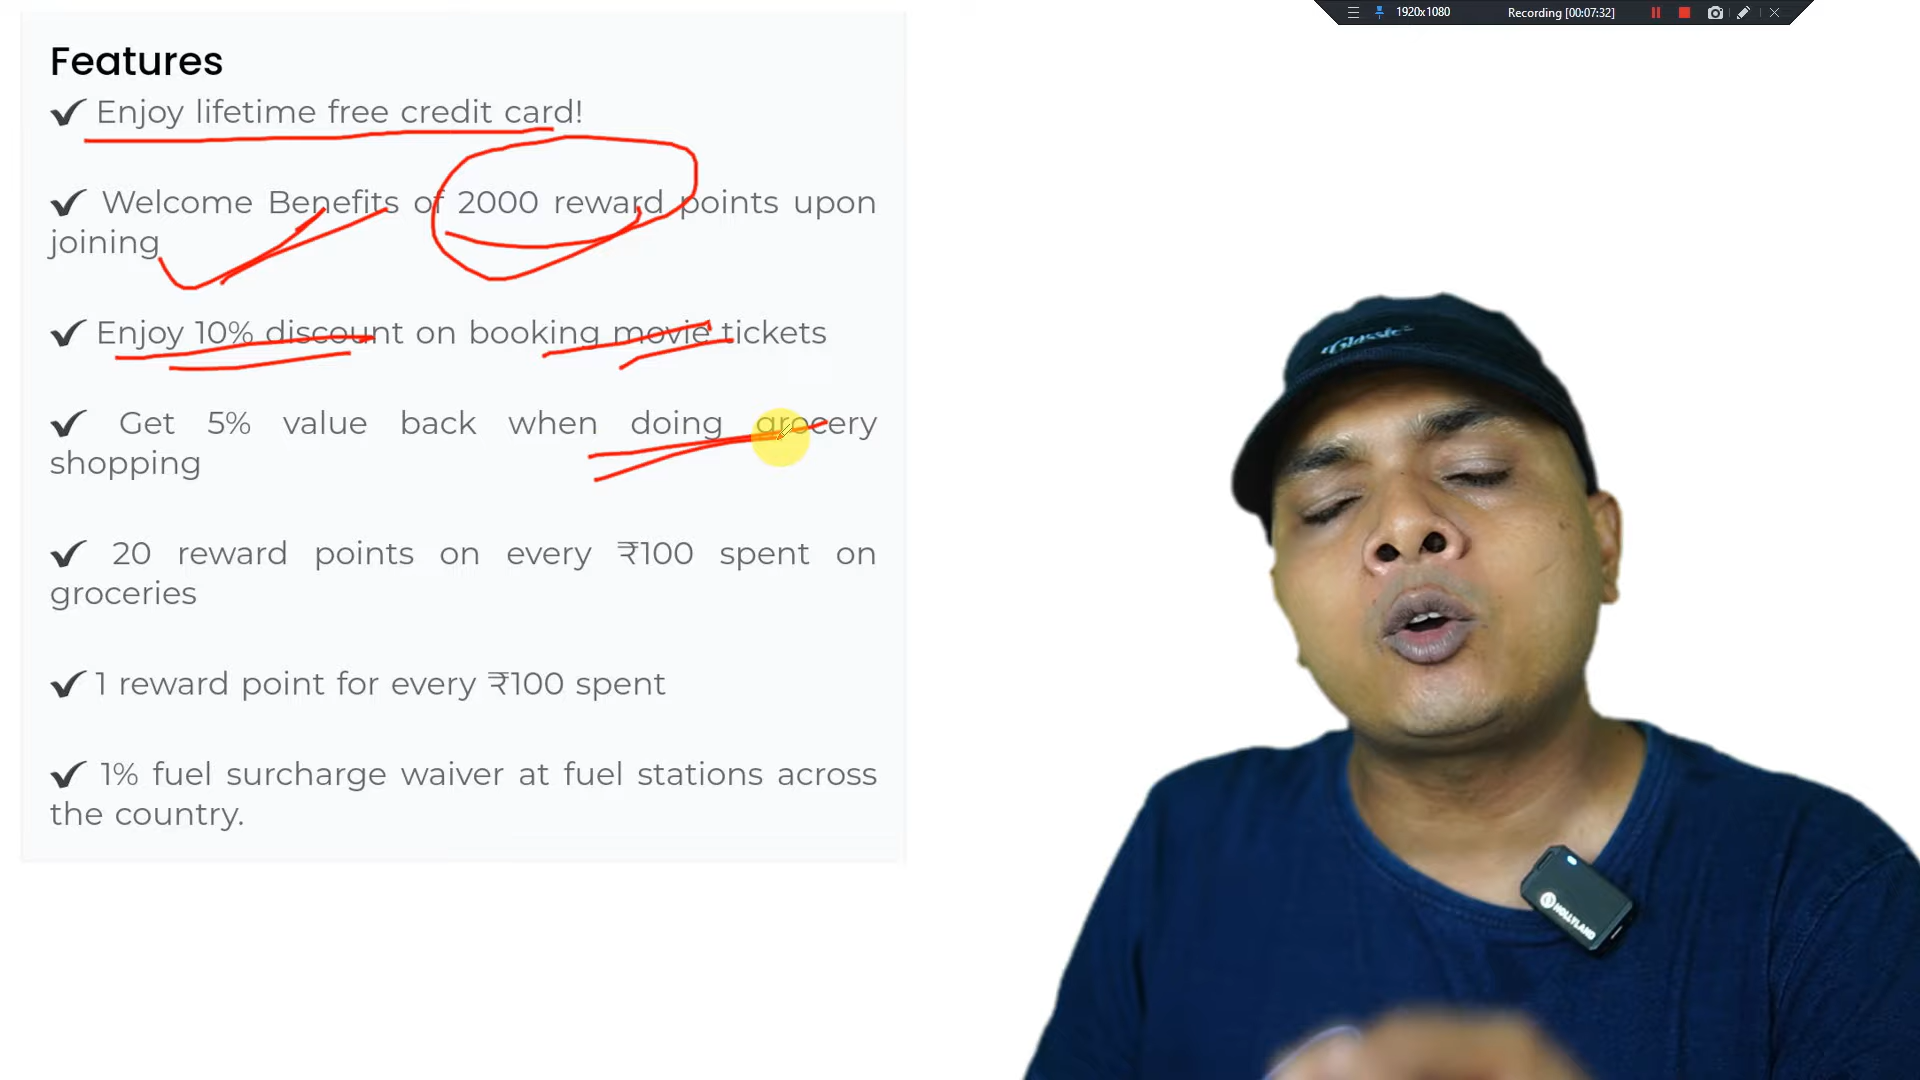 1920x1080 Recording [00:07:32]
Features
✔ Enjoy lifetime free credit card!
✔ Welcome Benefits of 2000 reward points upon
joining
✔ Enjoy 10% discount on booking movie tickets
✔ Get 5% value back when doing grocery
shopping
✔ 20 reward points on every ₹100 spent on
groceries
✔ 1 reward point for every ₹100 spent
✔ 1% fuel surcharge waiver at fuel stations across
the country.
Classic
HOLLYLAND